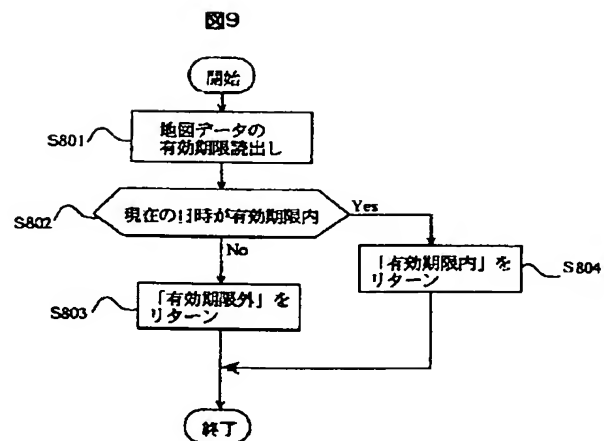 図9
開始
S801
地図データの
有効期限読出し
S802
現在の日時が有効期限内
Yes
No
「有効期限外」を
リターン
S803
「有効期限内」を
リターン
S804
終了